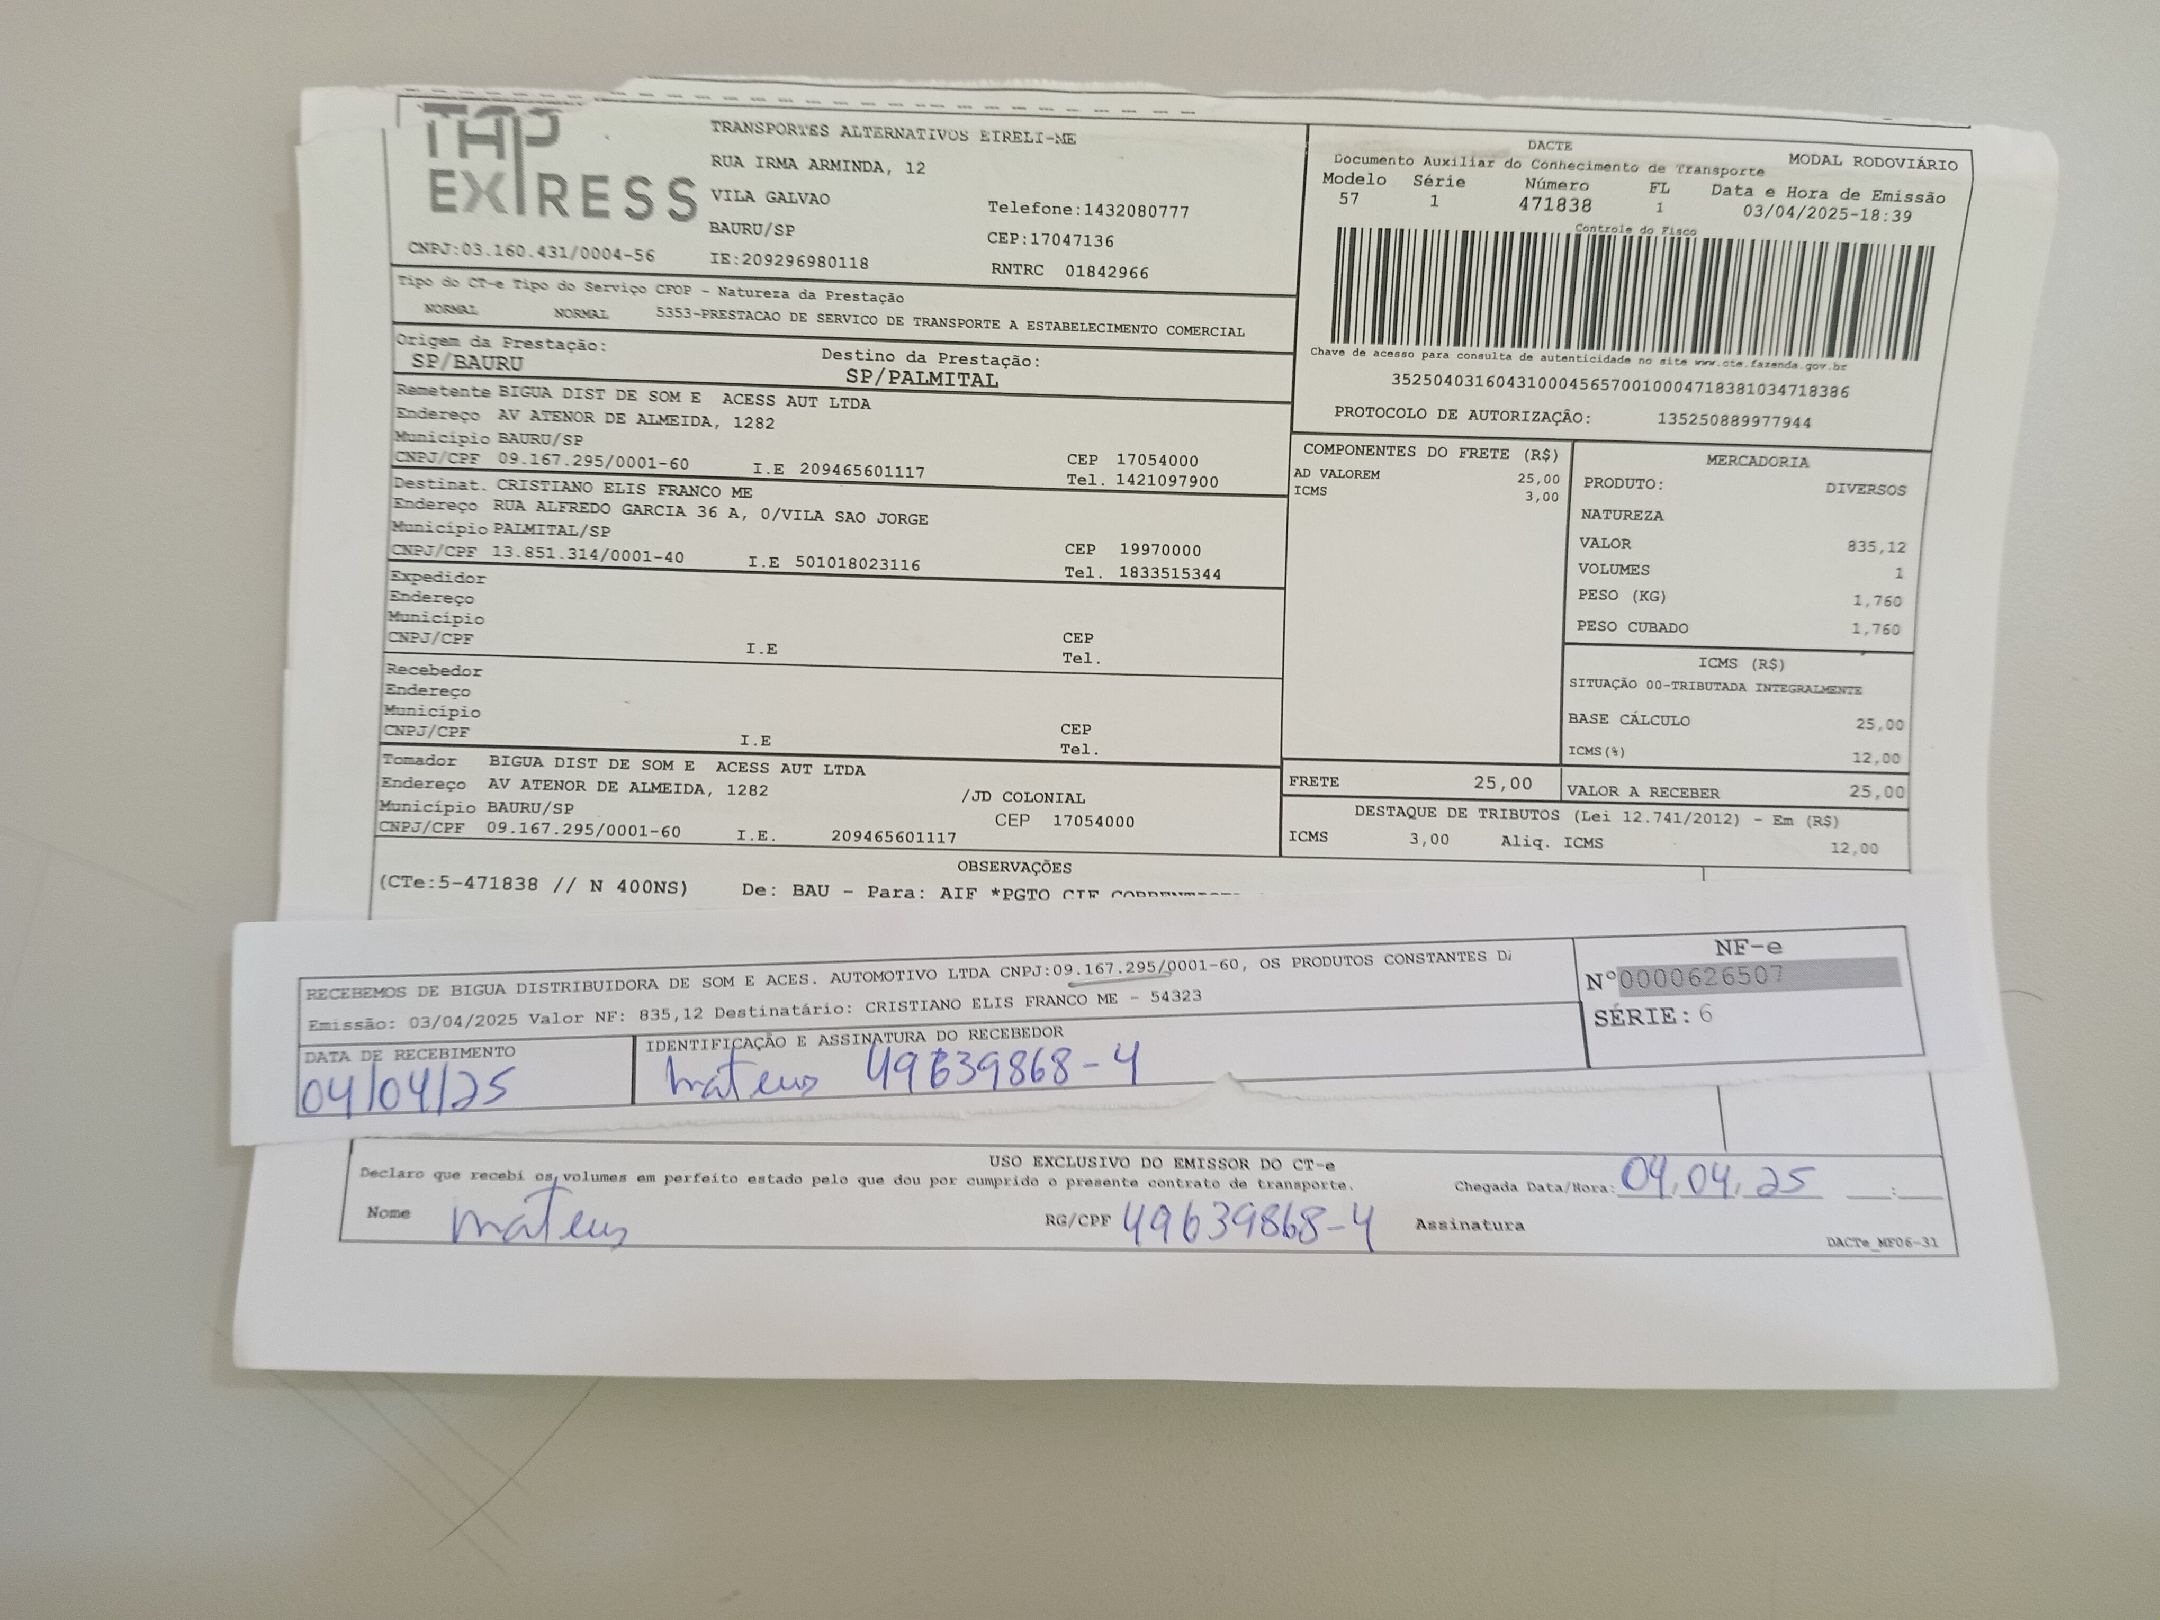 TAP EXPRESS
TRANSPORTES ALTERNATIVOS EIRELI-ME
RUA IRMA ARMINDA, 12
VILA GALVAO Telefone:1432080777
BAURU/SP CEP:17047136
CNPJ:03.160.431/0004-56 IE:209296980118 RNTRC 01842966
DACTE MODAL RODOVIÁRIO
Documento Auxiliar do Conhecimento de Transporte
Modelo Série Número FL Data e Hora de Emissão
57 1 471838 1 03/04/2025-18:39
Controle do Fisco
Chave de acesso para consulta de autenticidade no site www.cte.fazenda.gov.br
35250403160431000456570010004718381034718386
PROTOCOLO DE AUTORIZAÇÃO: 135250889977944
Tipo do CT-e Tipo do Serviço CFOP - Natureza da Prestação
NORMAL NORMAL 5353-PRESTACAO DE SERVICO DE TRANSPORTE A ESTABELECIMENTO COMERCIAL
Origem da Prestação: Destino da Prestação:
SP/BAURU SP/PALMITAL
Remetente BIGUA DIST DE SOM E ACESS AUT LTDA
Endereço AV ATENOR DE ALMEIDA, 1282
Município BAURU/SP CEP 17054000
CNPJ/CPF 09.167.295/0001-60 I.E 209465601117 Tel. 1421097900
Destinat. CRISTIANO ELIS FRANCO ME
Endereço RUA ALFREDO GARCIA 36 A, 0/VILA SAO JORGE
Município PALMITAL/SP CEP 19970000
CNPJ/CPF 13.851.314/0001-40 I.E 501018023116 Tel. 1833515344
Expedidor
Endereço
Município CEP
CNPJ/CPF I.E Tel.
Recebedor
Endereço
Município CEP
CNPJ/CPF I.E Tel.
Tomador BIGUA DIST DE SOM E ACESS AUT LTDA
Endereço AV ATENOR DE ALMEIDA, 1282 /JD COLONIAL
Município BAURU/SP CEP 17054000
CNPJ/CPF 09.167.295/0001-60 I.E. 209465601117
COMPONENTES DO FRETE (R$)
AD VALOREM 25,00
ICMS 3,00
MERCADORIA
PRODUTO: DIVERSOS
NATUREZA
VALOR 835,12
VOLUMES 1
PESO (KG) 1,760
PESO CUBADO 1,760
ICMS (R$)
SITUAÇÃO 00-TRIBUTADA INTEGRALMENTE
BASE CÁLCULO 25,00
ICMS(%) 12,00
FRETE 25,00 VALOR A RECEBER 25,00
DESTAQUE DE TRIBUTOS (Lei 12.741/2012) - Em (R$)
ICMS 3,00 Aliq. ICMS 12,00
OBSERVAÇÕES
(CTe:5-471838 // N 400NS) De: BAU - Para: AIF *PGTO CIF
RECEBEMOS DE BIGUA DISTRIBUIDORA DE SOM E ACES. AUTOMOTIVO LTDA CNPJ:09.167.295/0001-60, OS PRODUTOS CONSTANTES
Emissão: 03/04/2025 Valor NF: 835,12 Destinatário: CRISTIANO ELIS FRANCO ME - 54323
DATA DE RECEBIMENTO IDENTIFICAÇÃO E ASSINATURA DO RECEBEDOR
04/04/25 mateus 49639868-4
NF-e
Nº0000626507
SÉRIE: 6
USO EXCLUSIVO DO EMISSOR DO CT-e
Declaro que recebi os volumes em perfeito estado pelo que dou por cumprido o presente contrato de transporte. Chegada Data/Hora: 04/04/25 __:__
Nome mateus RG/CPF 49639868-4 Assinatura
DACTe_MF06-31